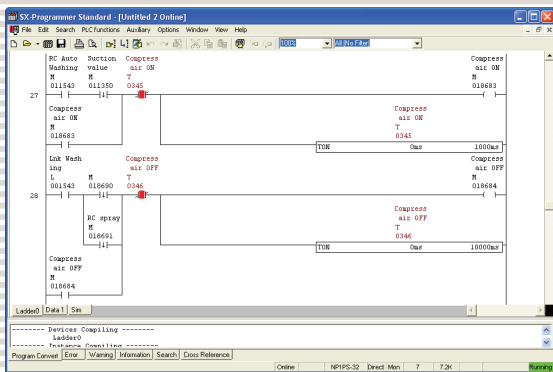 SX-Programmer Standard - [Untitled 2 Online]
File Edit Search PLC functions Auxiliary Options Window View Help
100% All|No Filter
RC Auto Suction Compress Compress
Washing value air ON air ON
M M T M
011543 011350 0345 018683
27
Compress Compress
air ON air ON
M T
018683 0345
TON 0ms 1000ms
Lnk Wash Compress Compress
ing air OFF air OFF
L M T M
001543 018690 0346 018684
28
RC spray Compress
M air OFF
018691 T
0346
TON 0ms 10000ms
Compress
air OFF
M
018684
Ladder0 Data 1 Sim
-------- Devices Compiling --------
Ladder0
-------- Instance Compiling --------
Program Convert Error Warning Information Search Cross Reference
Online NP1PS-32 Direct Mon 7 7.2K Running